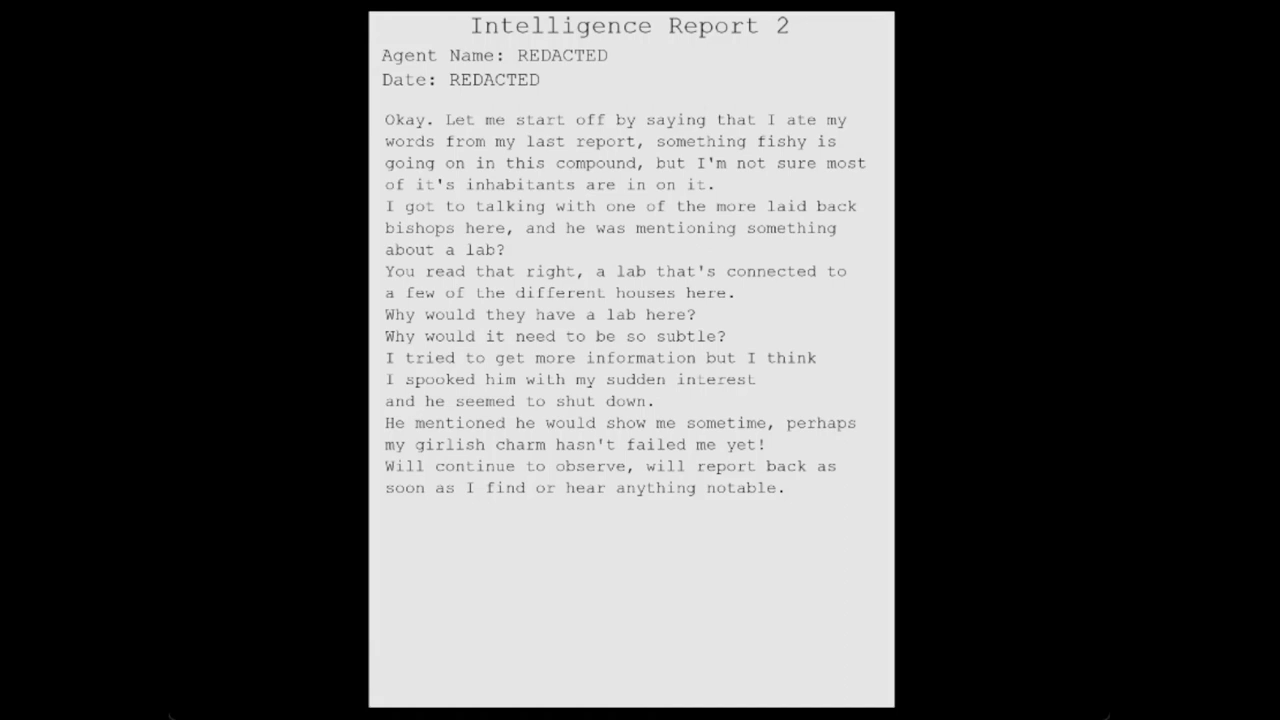 Intelligence Report 2
Agent Name: REDACTED
Date: REDACTED
Okay. Let me start off by saying that I ate my
words from my last report, something fishy is
going on in this compound, but I'm not sure most
of it's inhabitants are in on it.
I got to talking with one of the more laid back
bishops here, and he was mentioning something
about a lab?
You read that right, a lab that's connected to
a few of the different houses here.
Why would they have a lab here?
Why would it need to be so subtle?
I tried to get more information but I think
I spooked him with my sudden interest
and he seemed to shut down.
He mentioned he would show me sometime, perhaps
my girlish charm hasn't failed me yet!
Will continue to observe, will report back as
soon as I find or hear anything notable.